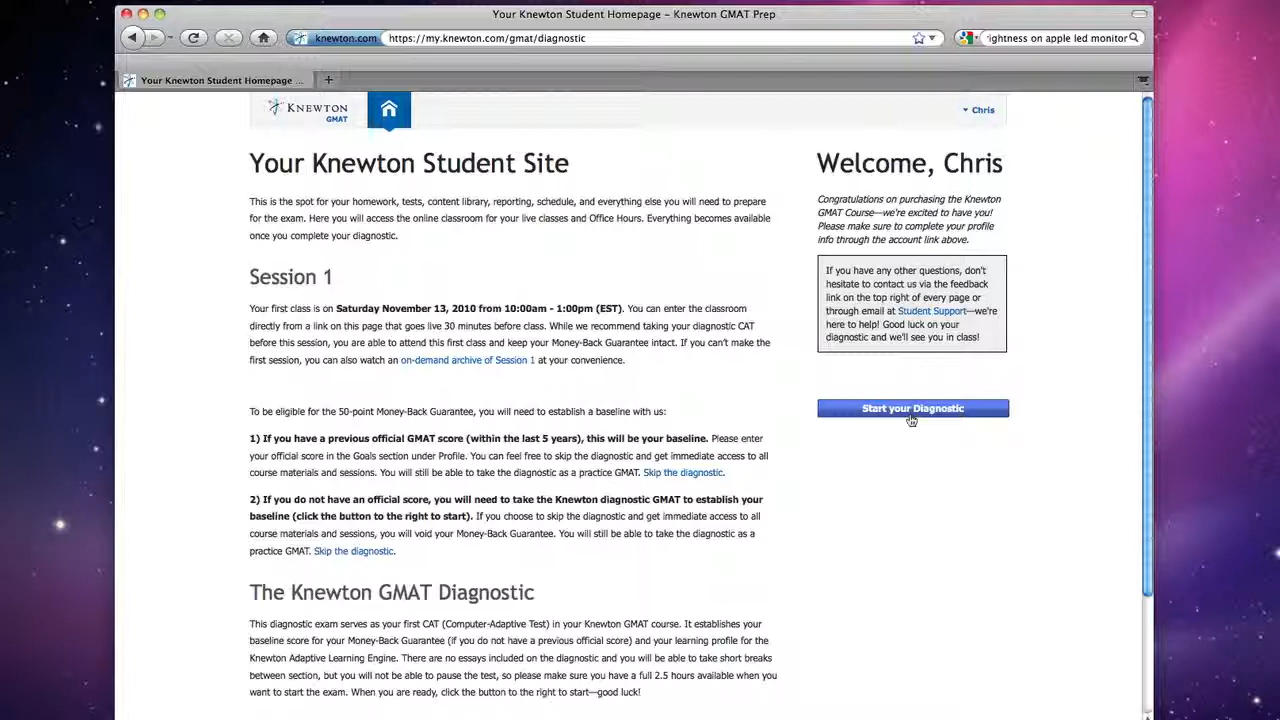 Your Knewton Student Homepage – Knewton GMAT Prep
knewton.com https://my.knewton.com/gmat/diagnostic
ightness on apple led monitor
Your Knewton Student Homepage ...
KNEWTON
GMAT
Chris
Your Knewton Student Site
This is the spot for your homework, tests, content library, reporting, schedule, and everything else you will need to prepare
for the exam. Here you will access the online classroom for your live classes and Office Hours. Everything becomes available
once you complete your diagnostic.
Session 1
Your first class is on Saturday November 13, 2010 from 10:00am - 1:00pm (EST). You can enter the classroom
directly from a link on this page that goes live 30 minutes before class. While we recommend taking your diagnostic CAT
before this session, you are able to attend this first class and keep your Money-Back Guarantee intact. If you can't make the
first session, you can also watch an on-demand archive of Session 1 at your convenience.
To be eligible for the 50-point Money-Back Guarantee, you will need to establish a baseline with us:
1) If you have a previous official GMAT score (within the last 5 years), this will be your baseline. Please enter
your official score in the Goals section under Profile. You can feel free to skip the diagnostic and get immediate access to all
course materials and sessions. You will still be able to take the diagnostic as a practice GMAT. Skip the diagnostic.
2) If you do not have an official score, you will need to take the Knewton diagnostic GMAT to establish your
baseline (click the button to the right to start). If you choose to skip the diagnostic and get immediate access to all
course materials and sessions, you will void your Money-Back Guarantee. You will still be able to take the diagnostic as a
practice GMAT. Skip the diagnostic.
The Knewton GMAT Diagnostic
This diagnostic exam serves as your first CAT (Computer-Adaptive Test) in your Knewton GMAT course. It establishes your
baseline score for your Money-Back Guarantee (if you do not have a previous official score) and your learning profile for the
Knewton Adaptive Learning Engine. There are no essays included on the diagnostic and you will be able to take short breaks
between section, but you will not be able to pause the test, so please make sure you have a full 2.5 hours available when you
want to start the exam. When you are ready, click the button to the right to start—good luck!
Welcome, Chris
Congratulations on purchasing the Knewton
GMAT Course—we're excited to have you!
Please make sure to complete your profile
info through the account link above.
If you have any other questions, don't
hesitate to contact us via the feedback
link on the top right of every page or
through email at Student Support—we're
here to help! Good luck on your
diagnostic and we'll see you in class!
Start your Diagnostic